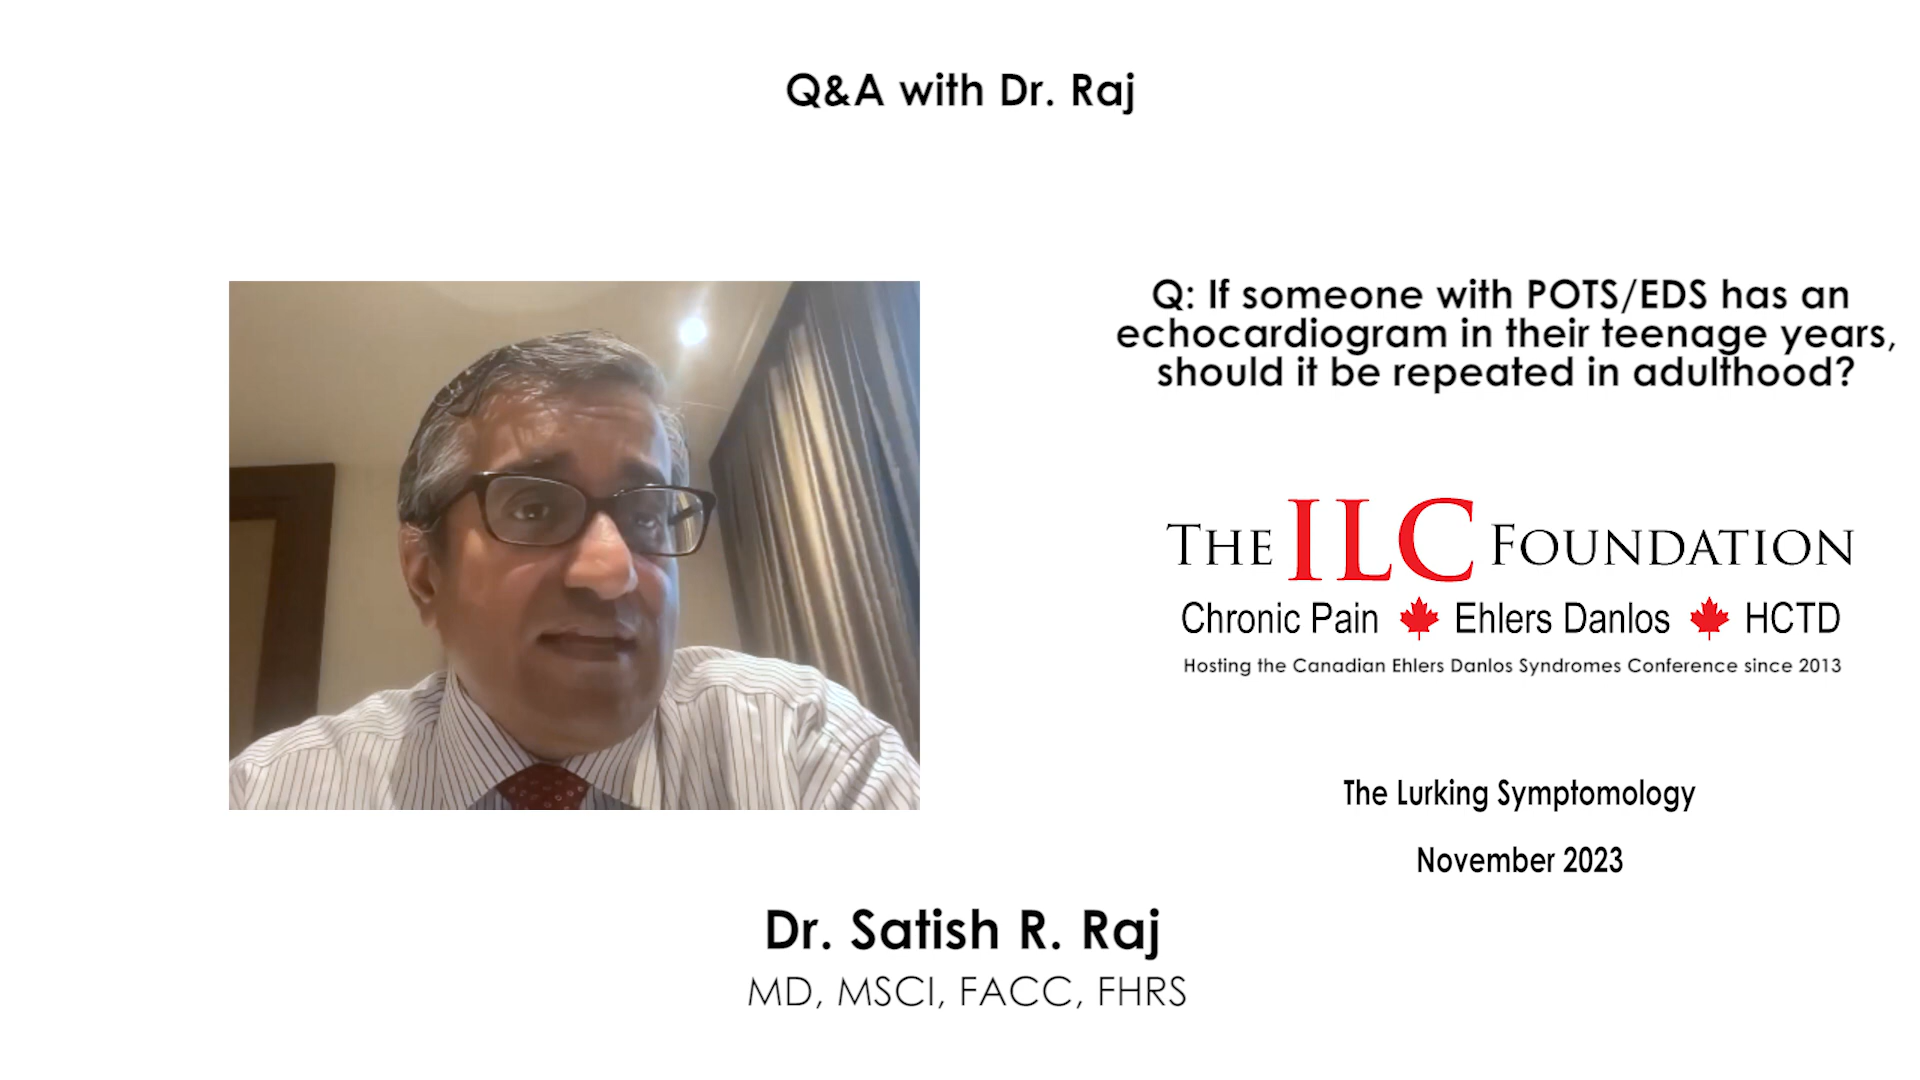 Q&A with Dr. Raj
Q: If someone with POTS/EDS has an
echocardiogram in their teenage years,
should it be repeated in adulthood?
THE ILC FOUNDATION
Chronic Pain Ehlers Danlos HCTD
Hosting the Canadian Ehlers Danlos Syndromes Conference since 2013
The Lurking Symptomology
November 2023
Dr. Satish R. Raj
MD, MSCI, FACC, FHRS